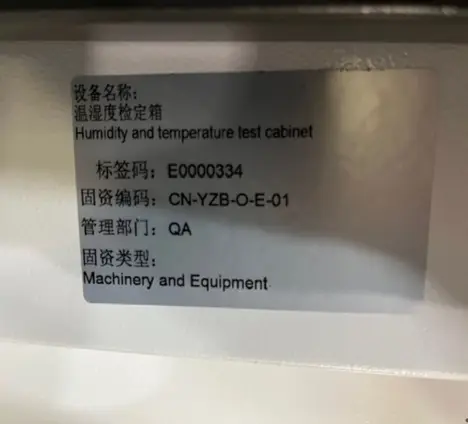 设备名称：
温湿度检定箱
Humidity and temperature test cabinet
标签码：E0000334
固资编码：CN-YZB-O-E-01
管理部门：QA
固资类型：
Machinery and Equipment